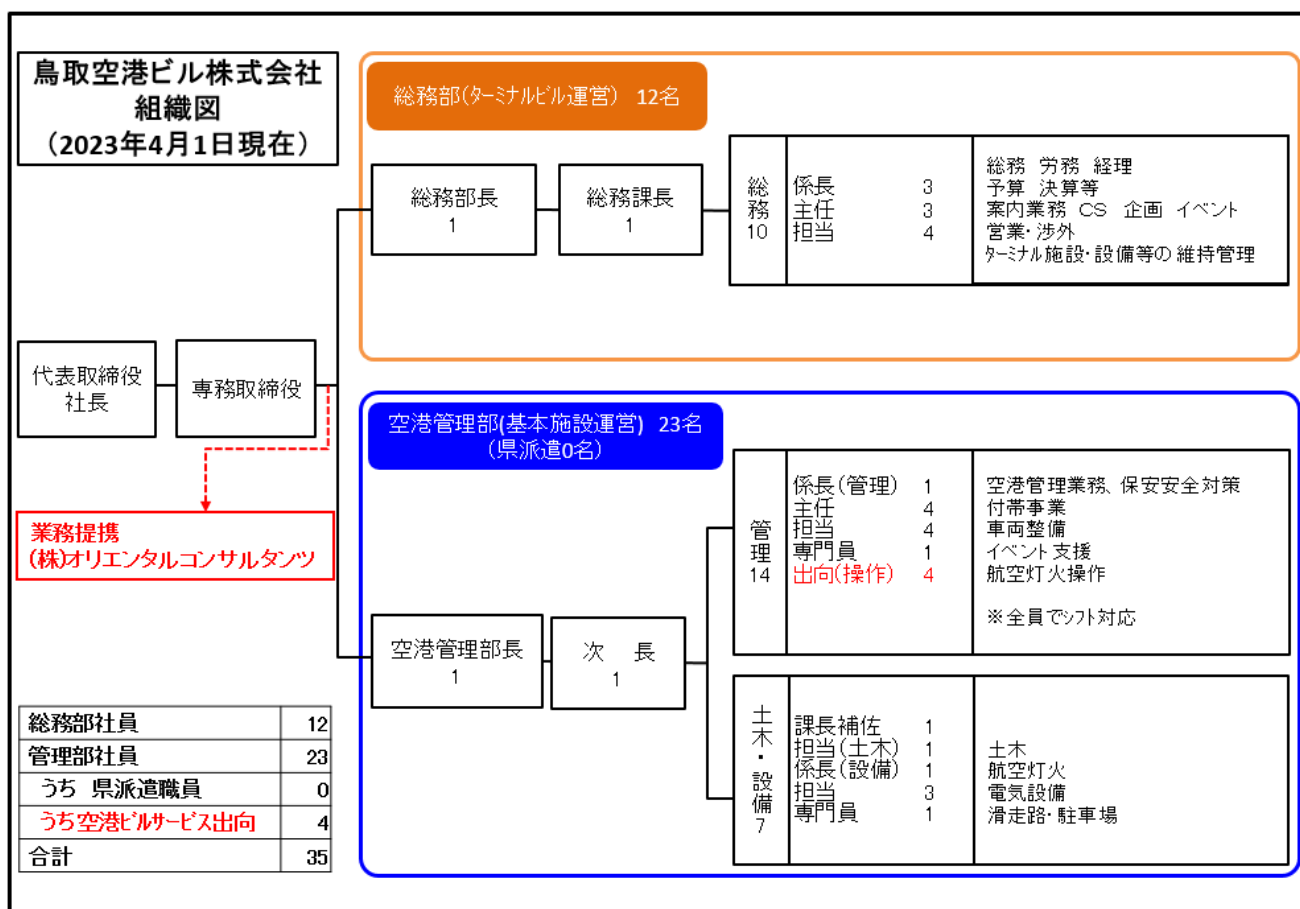 鳥取空港ビル株式会社
組織図
（2023年4月1日現在）
総務部(ターミナルビル運営) 12名
総務部長
1
総務課長
1
総務
10
係長 3
主任 3
担当 4
総務 労務 経理
予算 決算等
案内業務 CS 企画 イベント
営業・渉外
ターミナル施設・設備等の維持管理
代表取締役
社長
専務取締役
業務提携
(株)オリエンタルコンサルタンツ
空港管理部(基本施設運営) 23名
（県派遣0名）
空港管理部長
1
次 長
1
管理
14
係長(管理) 1
主任 4
担当 4
専門員 1
出向(操作) 4
空港管理業務、保安安全対策
付帯事業
車両整備
イベント支援
航空灯火操作
※全員でシフト対応
土木・設備
7
課長補佐 1
担当(土木) 1
係長(設備) 1
担当 3
専門員 1
土木
航空灯火
電気設備
滑走路・駐車場
総務部社員 12
管理部社員 23
うち 県派遣職員 0
うち空港ビルサービス出向 4
合計 35